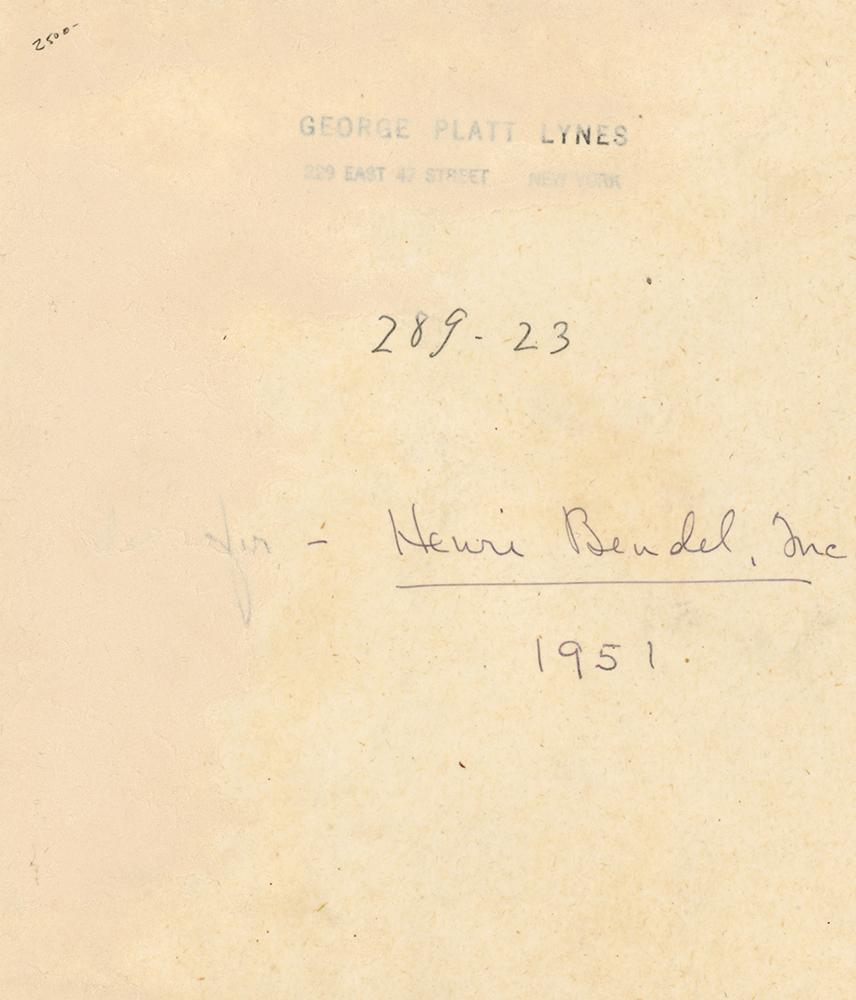 2500-
GEORGE PLATT LYNES
229 EAST 47 STREET NEW YORK
289-23
- Henri Bendel, Inc
1951